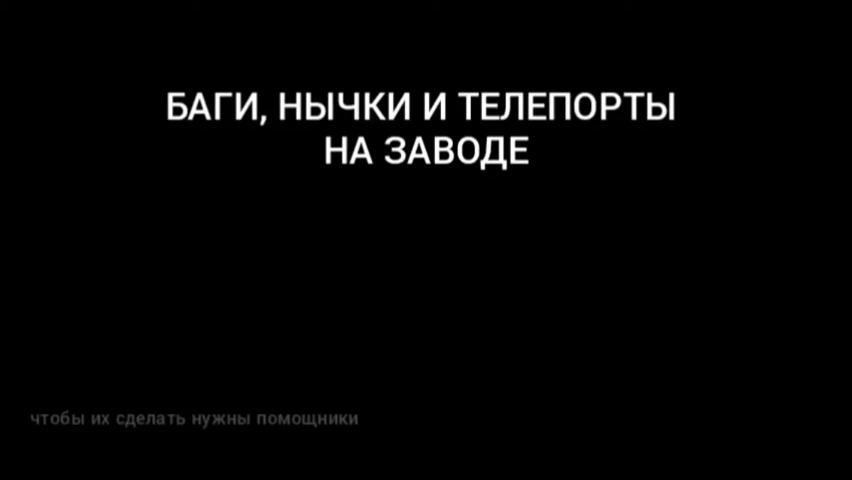 БАГИ, НЫЧКИ И ТЕЛЕПОРТЫ
НА ЗАВОДЕ
чтобы их сделать нужны помощники